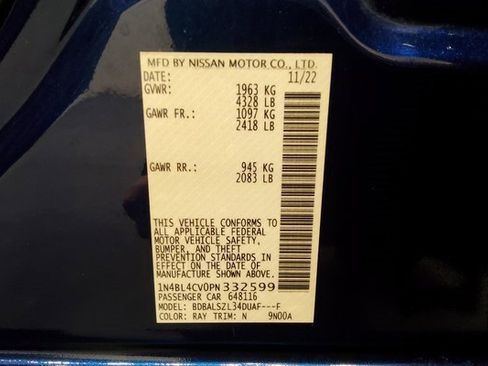 MFD BY NISSAN MOTOR CO., LTD.
DATE: 11/22
GVWR: 1963 KG
4328 LB
GAWR FR.: 1097 KG
2418 LB
GAWR RR.: 945 KG
2083 LB
THIS VEHICLE CONFORMS TO
ALL APPLICABLE FEDERAL
MOTOR VEHICLE SAFETY,
BUMPER, AND THEFT
PREVENTION STANDARDS IN
EFFECT ON THE DATE OF
MANUFACTURE SHOWN ABOVE.
1N4BL4CV0PN332599
PASSENGER CAR 648116
MODEL: BDBALSZL34DUAF---F
COLOR: RAY TRIM: N 9N00A